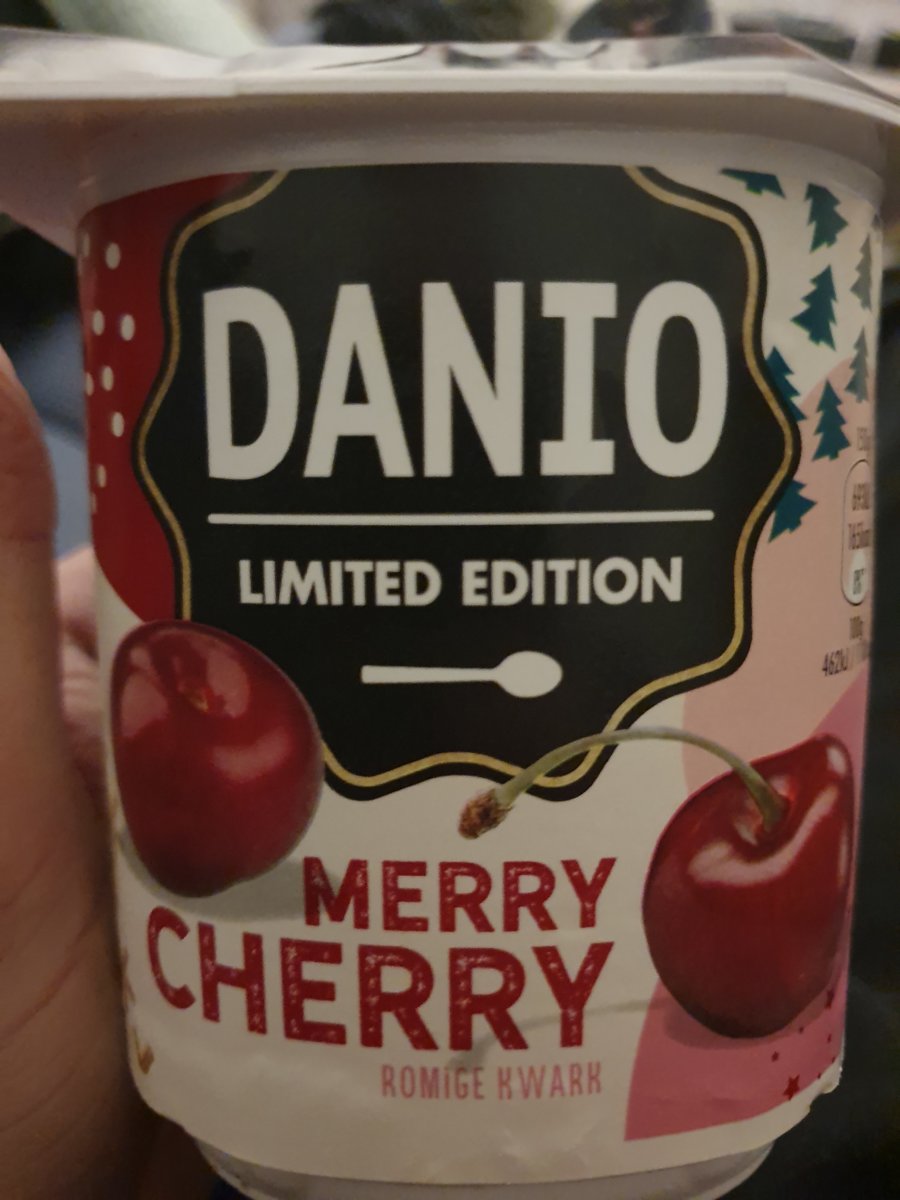 DANIO
LIMITED EDITION
MERRY
CHERRY
ROMIGE KWARK